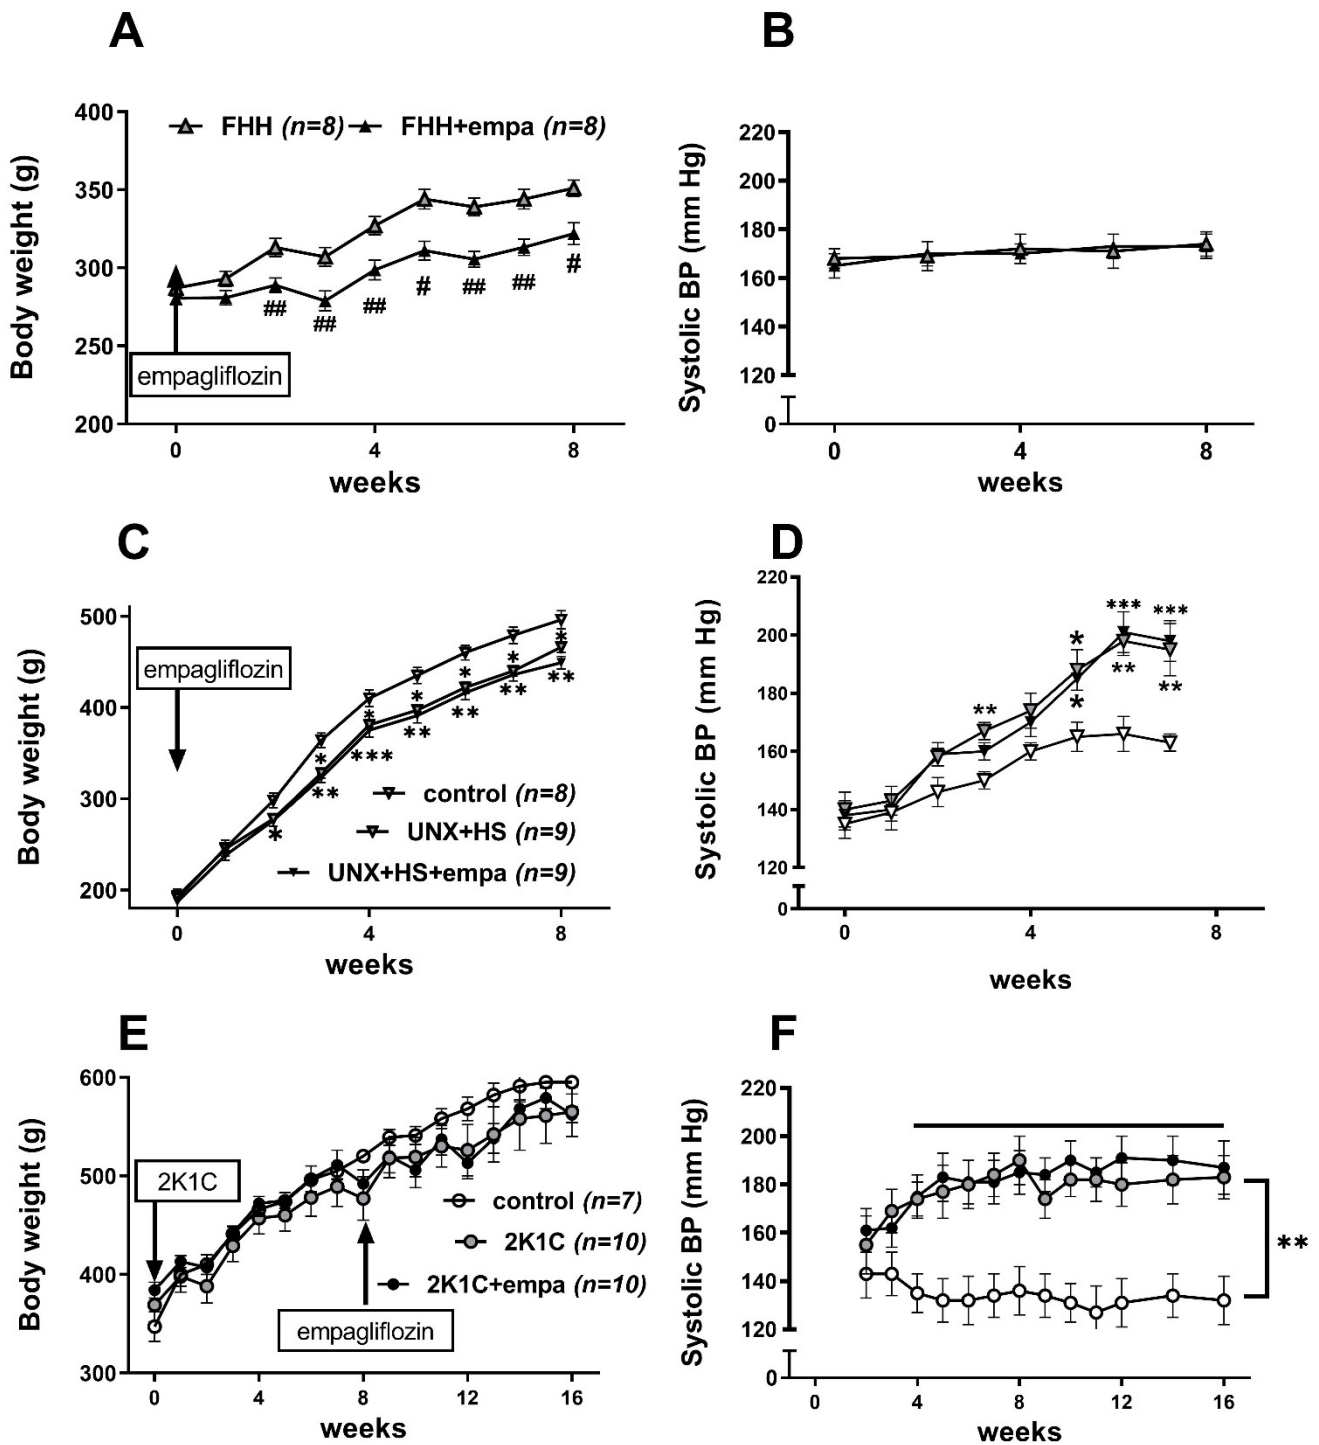 A
Body weight (g)
400
350
300
250
200
FHH (n=8)
FHH+empa (n=8)
## ## ## # ## ## #
empagliflozin
0 4 8
weeks
B
Systolic BP (mm Hg)
220
200
180
160
140
120
0
0 4 8
weeks
C
Body weight (g)
500
400
300
200
empagliflozin
* * * * * *
* ** *** ** ** ** **
control (n=8)
UNX+HS (n=9)
UNX+HS+empa (n=9)
0 4 8
weeks
D
Systolic BP (mm Hg)
220
200
180
160
140
120
0
** * *** ***
* ** **
0 4 8
weeks
E
Body weight (g)
600
500
400
300
2K1C
control (n=7)
2K1C (n=10)
2K1C+empa (n=10)
empagliflozin
0 4 8 12 16
weeks
F
Systolic BP (mm Hg)
220
200
180
160
140
120
0
**
0 4 8 12 16
weeks